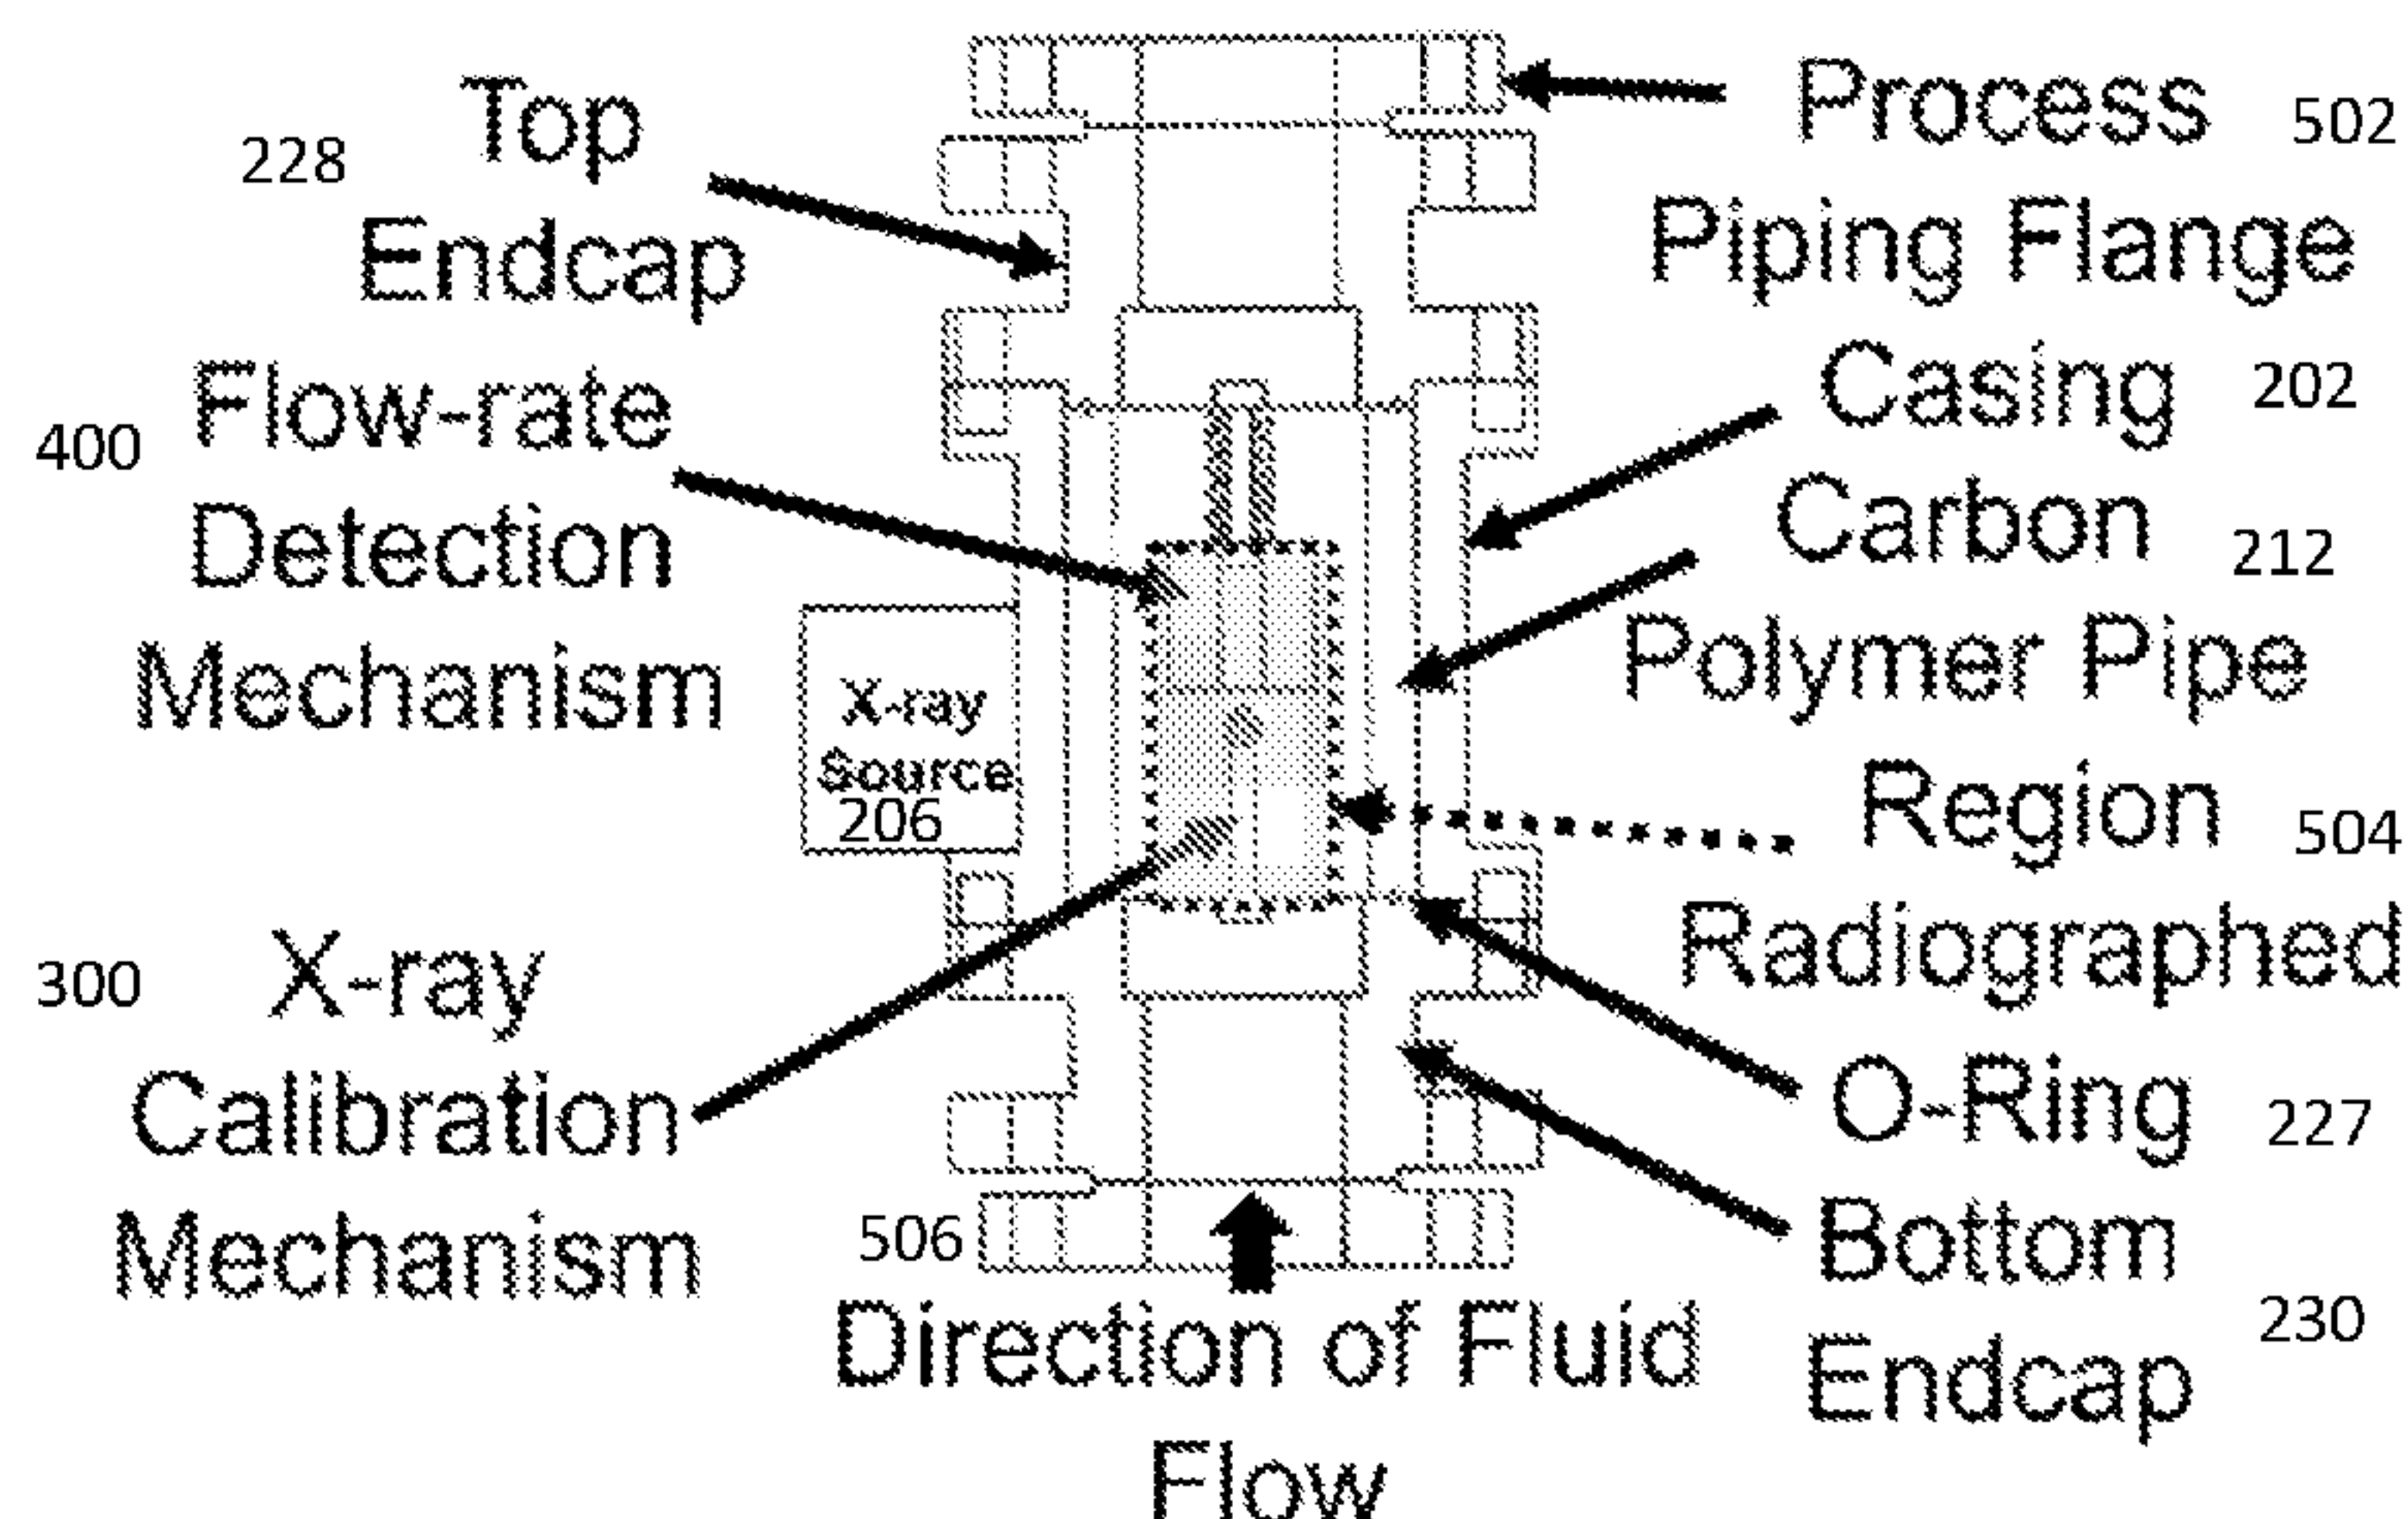 228 Top
Endcap
400 Flow-rate
Detection
Mechanism
X-ray
Source
206
300 X-ray
Calibration
Mechanism
506
Direction of Fluid
Flow
Process 502
Piping Flange
Casing 202
Carbon 212
Polymer Pipe
Region 504
Radiographed
O-Ring 227
Bottom
Endcap 230